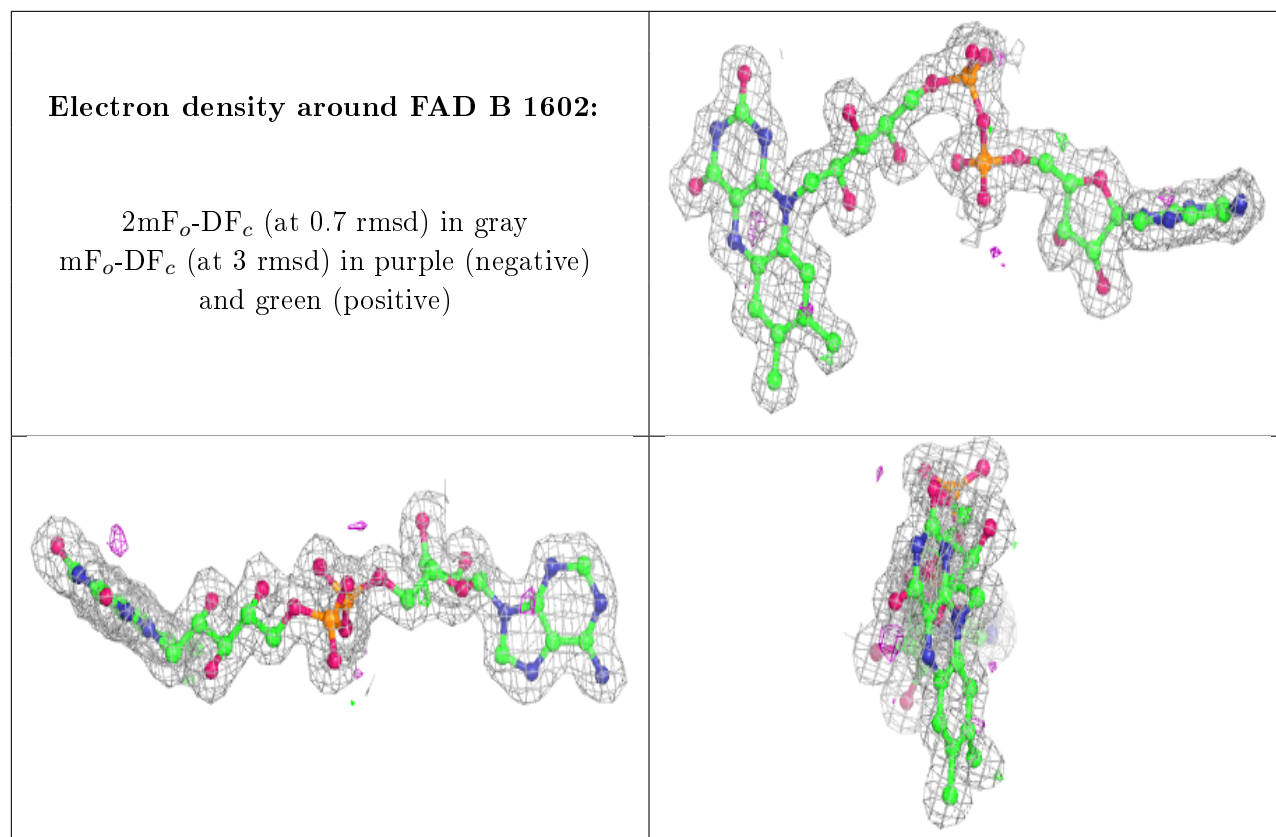 Electron density around FAD B 1602:
2mFₒ-DF𝒸 (at 0.7 rmsd) in gray
mFₒ-DF𝒸 (at 3 rmsd) in purple (negative)
and green (positive)